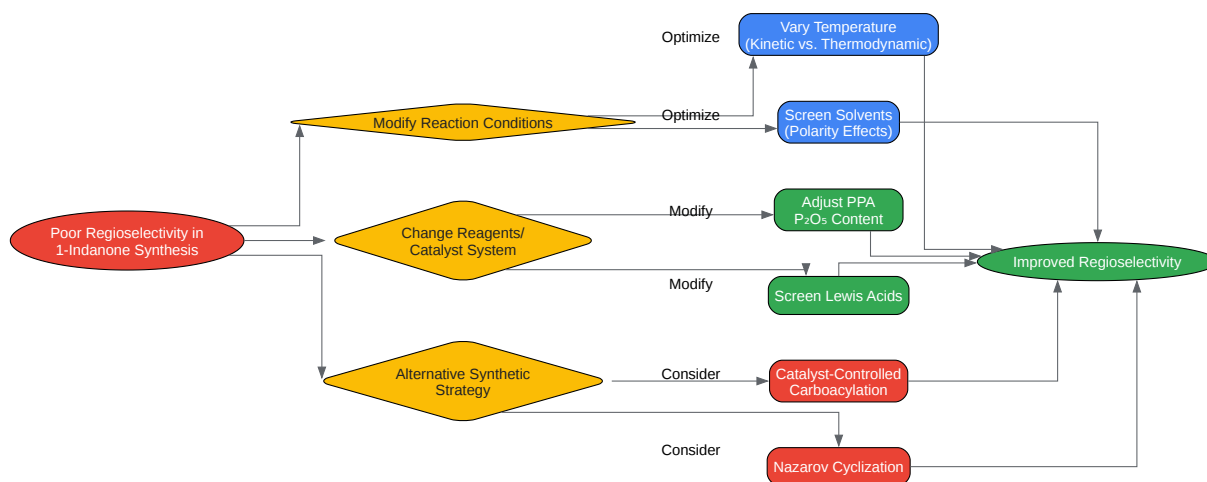 Poor Regioselectivity in
1-Indanone Synthesis
Modify Reaction Conditions
Optimize
Vary Temperature
(Kinetic vs. Thermodynamic)
Optimize
Screen Solvents
(Polarity Effects)
Change Reagents/
Catalyst System
Modify
Adjust PPA
P₂O₅ Content
Modify
Screen Lewis Acids
Alternative Synthetic
Strategy
Consider
Catalyst-Controlled
Carboacylation
Consider
Nazarov Cyclization
Improved Regioselectivity